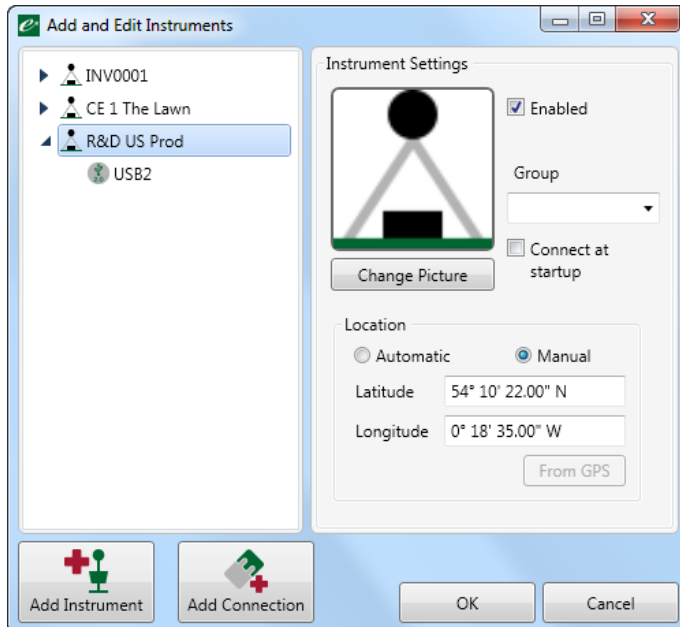 Add and Edit Instruments
INV0001
CE 1 The Lawn
R&D US Prod
USB2
Instrument Settings
Enabled
Group
Connect at
startup
Change Picture
Location
Automatic
Manual
Latitude
54° 10' 22.00" N
Longitude
0° 18' 35.00" W
From GPS
Add Instrument
Add Connection
OK
Cancel